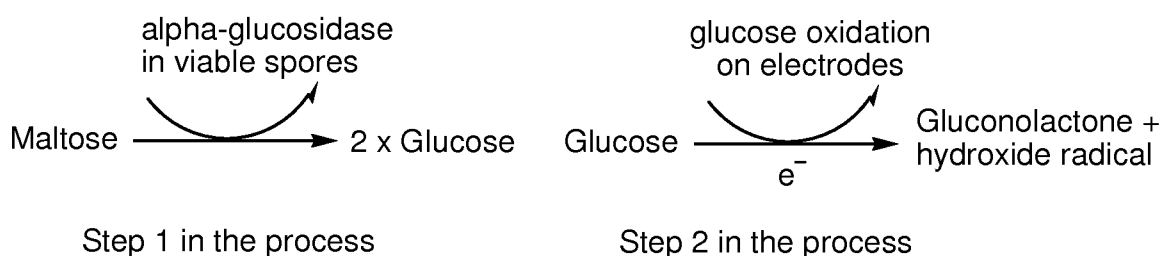 alpha-glucosidase
in viable spores
Maltose
2 x Glucose
Step 1 in the process
glucose oxidation
on electrodes
Glucose
e⁻
Gluconolactone +
hydroxide radical
Step 2 in the process